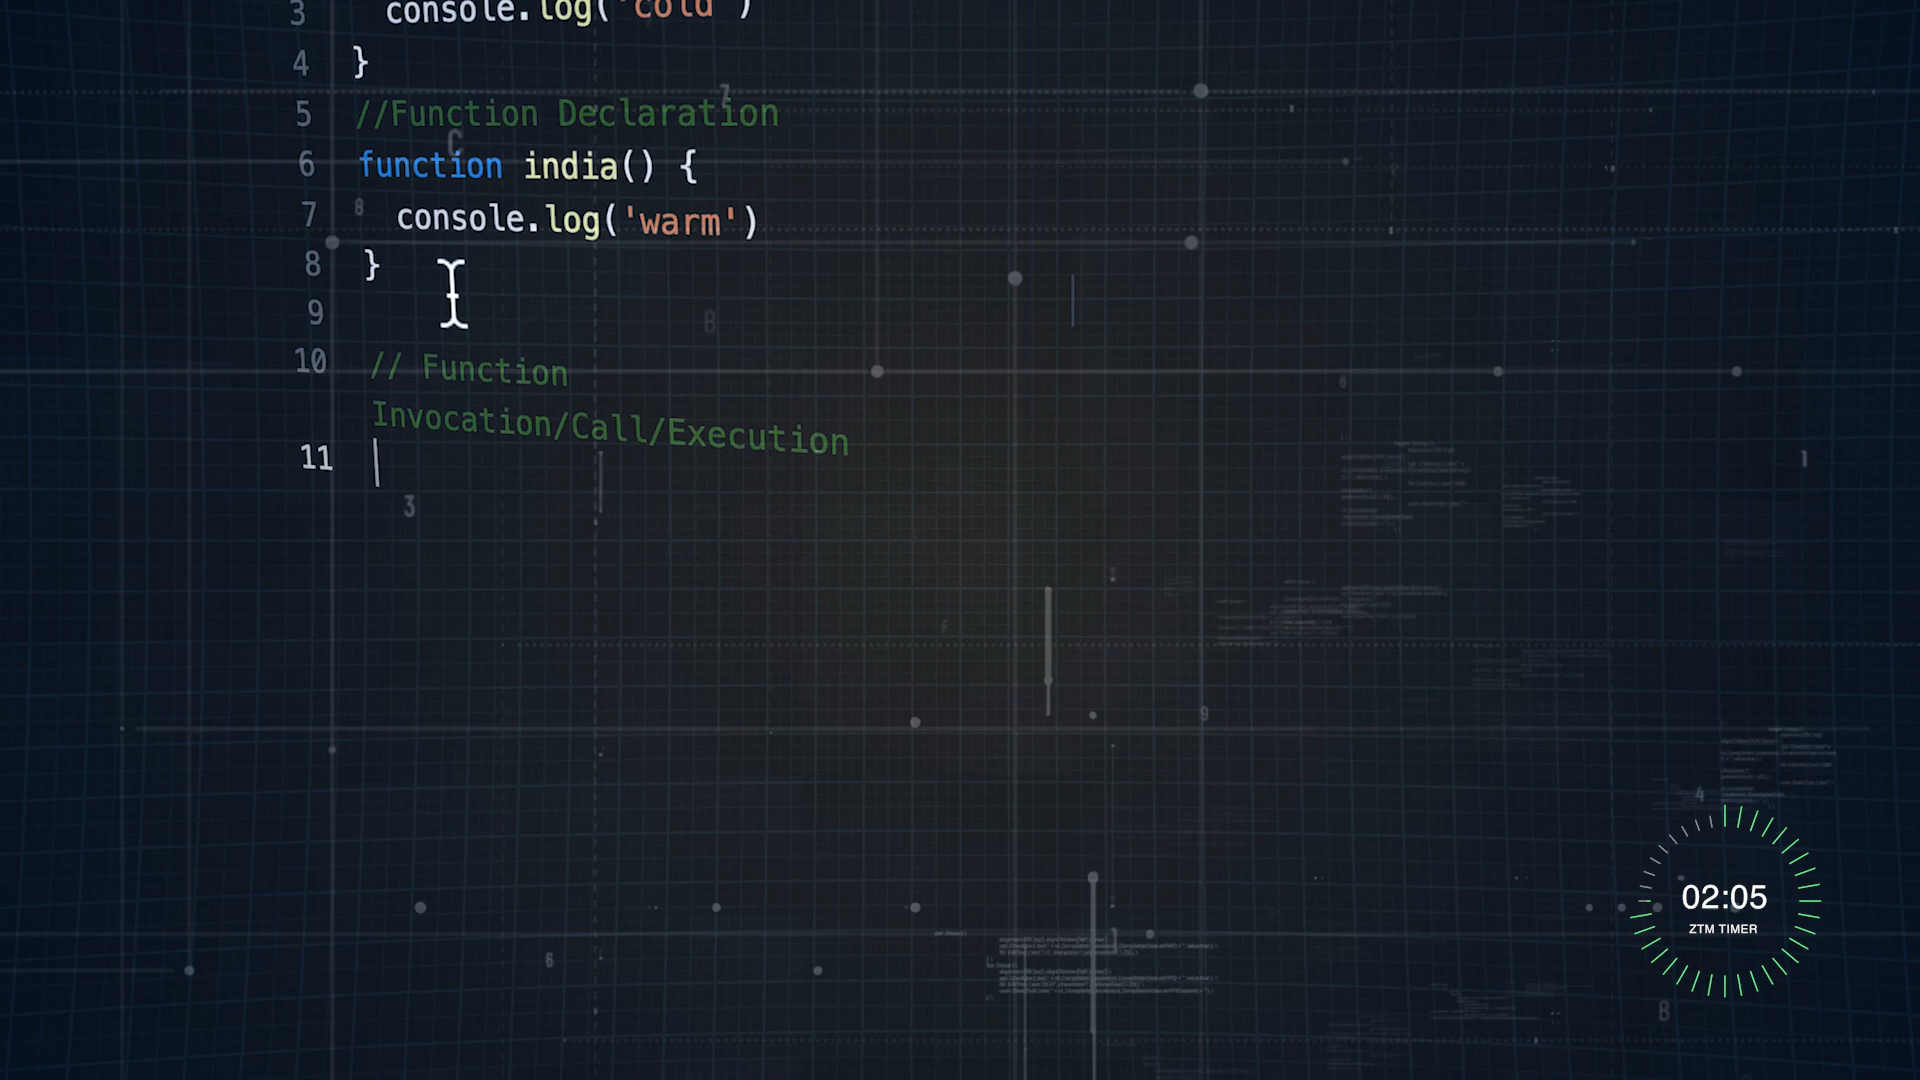 3 console.log('cold')
4 }
5 //Function Declaration
6 function india() {
7 console.log('warm')
8 }
9
10 // Function
Invocation/Call/Execution
11
02:05
ZTM TIMER